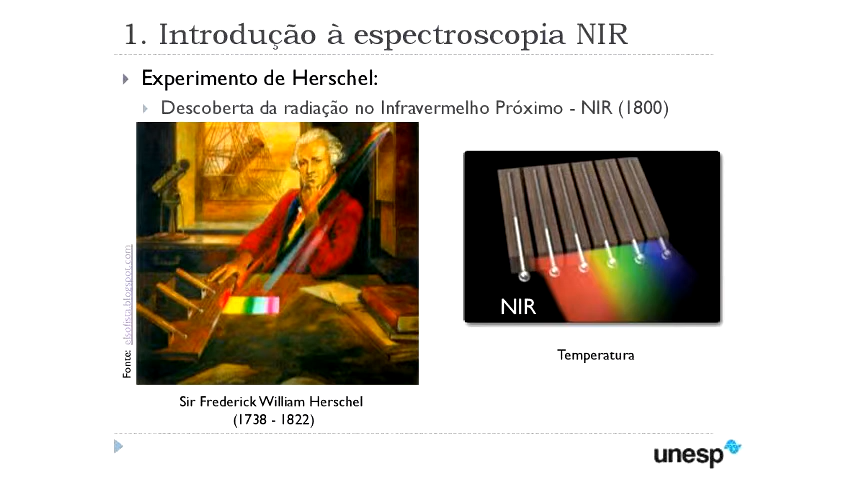 1. Introdução à espectroscopia NIR
Experimento de Herschel:
Descoberta da radiação no Infravermelho Próximo - NIR (1800)
Fonte: elsofista.blogspot.com
NIR
Temperatura
Sir Frederick William Herschel
(1738 - 1822)
unesp